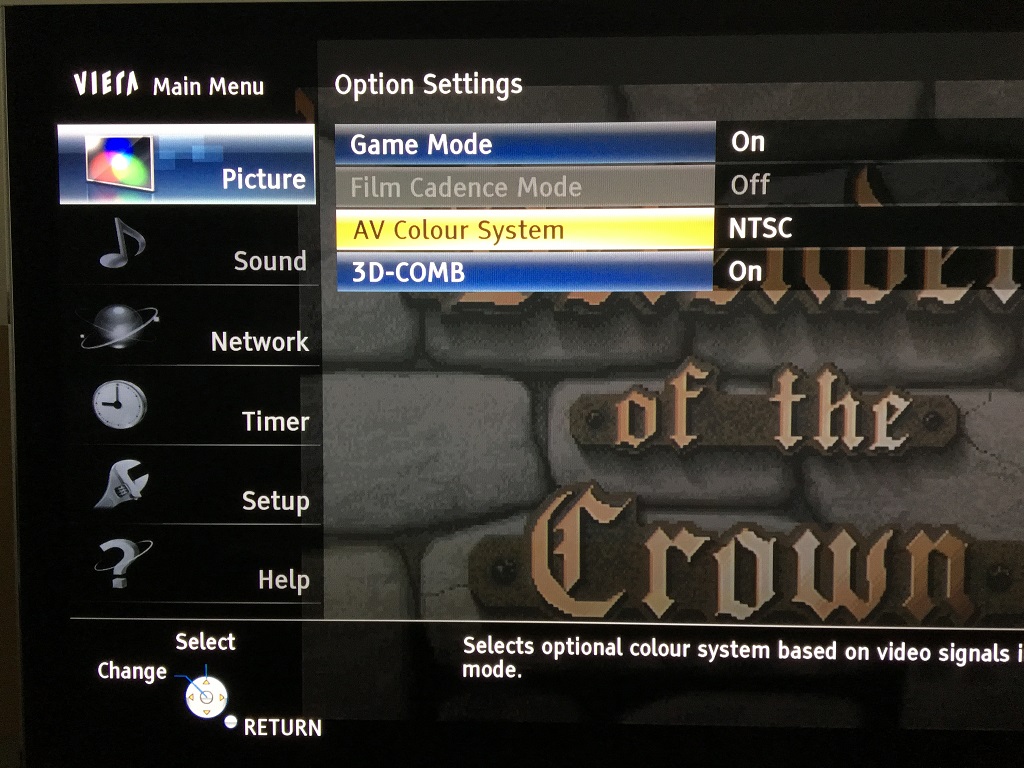 VIERA Main Menu
Option Settings
Picture
Sound
Network
Timer
Setup
Help
Game Mode On
Film Cadence Mode Off
AV Colour System NTSC
3D-COMB On
of the
Crown
Select
Change
RETURN
Selects optional colour system based on video signals
mode.